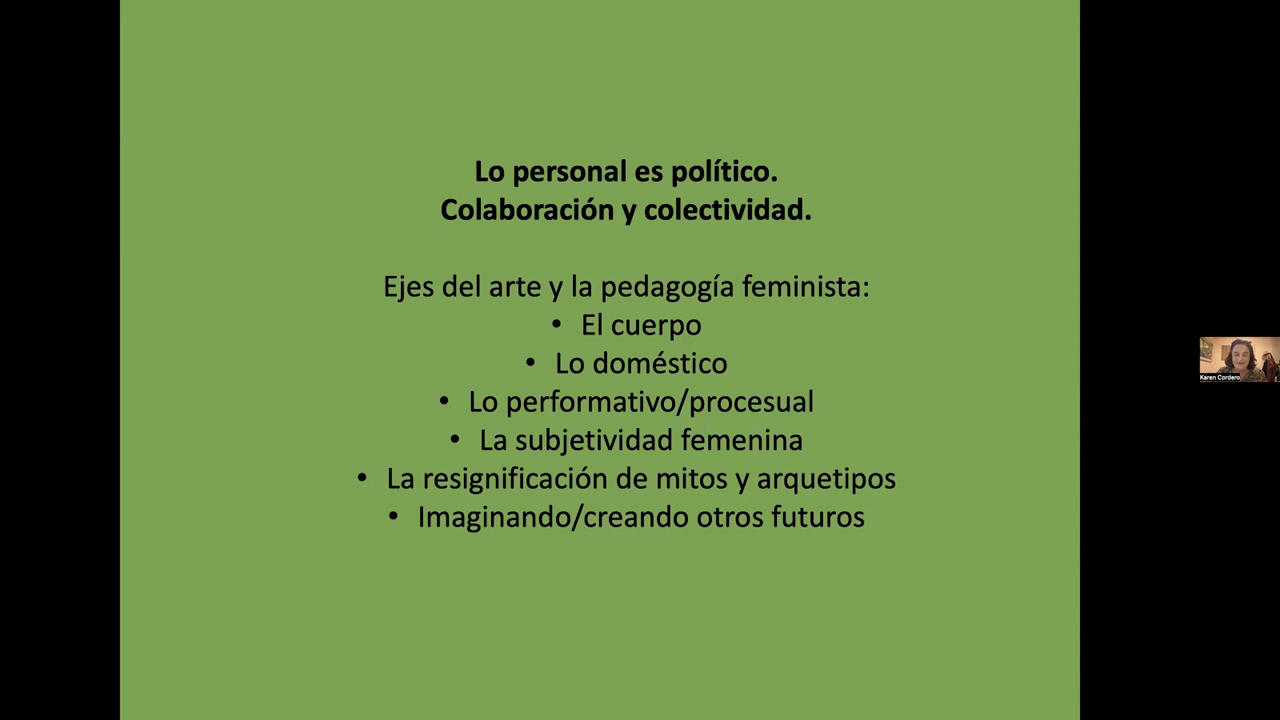 Lo personal es político.
Colaboración y colectividad.
Ejes del arte y la pedagogía feminista:
• El cuerpo
• Lo doméstico
• Lo performativo/procesual
• La subjetividad femenina
• La resignificación de mitos y arquetipos
• Imaginando/creando otros futuros
Karen Cordero